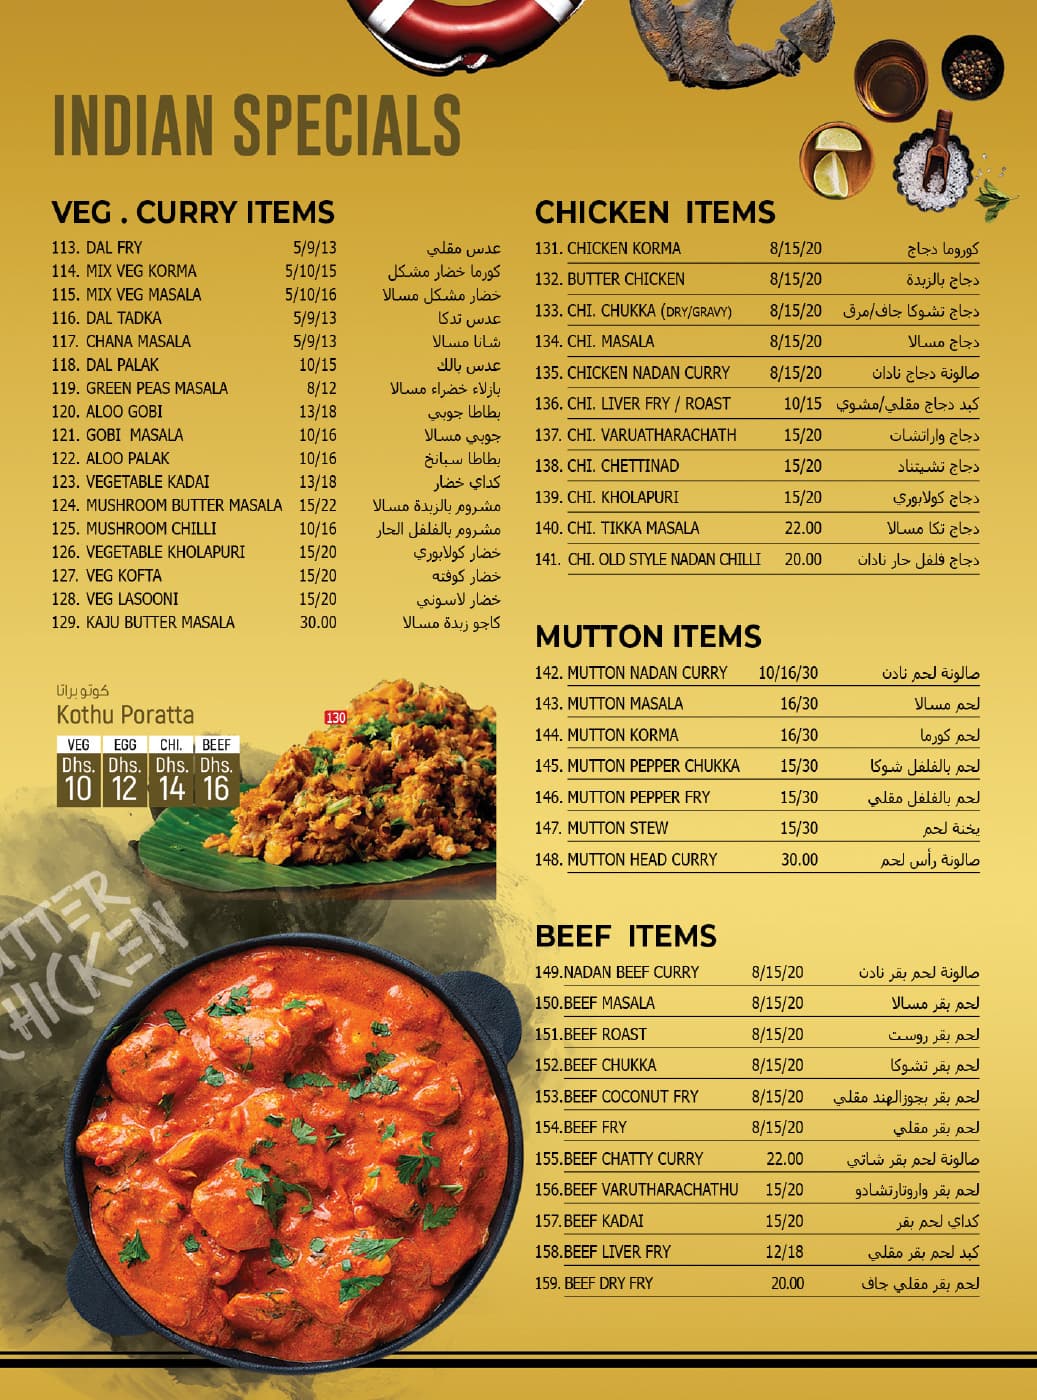 INDIAN SPECIALS
VEG . CURRY ITEMS
113. DAL FRY 5/9/13 عدس مقلي
114. MIX VEG KORMA 5/10/15 كورما خضار مشكل
115. MIX VEG MASALA 5/10/16 خضار مشكل مسالا
116. DAL TADKA 5/9/13 عدس تدكا
117. CHANA MASALA 5/9/13 شانا مسالا
118. DAL PALAK 10/15 عدس بالك
119. GREEN PEAS MASALA 8/12 بازلاء خضراء مسالا
120. ALOO GOBI 13/18 بطاطا جوبي
121. GOBI MASALA 10/16 جوبي مسالا
122. ALOO PALAK 10/16 بطاطا سبانخ
123. VEGETABLE KADAI 13/18 كداي خضار
124. MUSHROOM BUTTER MASALA 15/22 مشروم بالزبدة مسالا
125. MUSHROOM CHILLI 10/16 مشروم بالفلفل الحار
126. VEGETABLE KHOLAPURI 15/20 خضار كولابوري
127. VEG KOFTA 15/20 خضار كوفته
128. VEG LASOONI 15/20 خضار لاسوني
129. KAJU BUTTER MASALA 30.00 كاجو زبدة مسالا
كوتو براتا
Kothu Poratta
130
VEG EGG CHI. BEEF
Dhs. Dhs. Dhs. Dhs.
10 12 14 16
CHICKEN
CHICKEN ITEMS
131. CHICKEN KORMA 8/15/20 كوروما دجاج
132. BUTTER CHICKEN 8/15/20 دجاج بالزبدة
133. CHI. CHUKKA (DRY/GRAVY) 8/15/20 دجاج تشوكا جاف/مرق
134. CHI. MASALA 8/15/20 دجاج مسالا
135. CHICKEN NADAN CURRY 8/15/20 صالونة دجاج نادان
136. CHI. LIVER FRY / ROAST 10/15 كبد دجاج مقلي/مشوي
137. CHI. VARUATHARACHATH 15/20 دجاج واراتشات
138. CHI. CHETTINAD 15/20 دجاج تشيتناد
139. CHI. KHOLAPURI 15/20 دجاج كولابوري
140. CHI. TIKKA MASALA 22.00 دجاج تكا مسالا
141. CHI. OLD STYLE NADAN CHILLI 20.00 دجاج فلفل حار نادان
MUTTON ITEMS
142. MUTTON NADAN CURRY 10/16/30 صالونة لحم نادن
143. MUTTON MASALA 16/30 لحم مسالا
144. MUTTON KORMA 16/30 لحم كورما
145. MUTTON PEPPER CHUKKA 15/30 لحم بالفلفل شوكا
146. MUTTON PEPPER FRY 15/30 لحم بالفلفل مقلي
147. MUTTON STEW 15/30 يخنة لحم
148. MUTTON HEAD CURRY 30.00 صالونة رأس لحم
BEEF ITEMS
149.NADAN BEEF CURRY 8/15/20 صالونة لحم بقر نادن
150.BEEF MASALA 8/15/20 لحم بقر مسالا
151.BEEF ROAST 8/15/20 لحم بقر روست
152.BEEF CHUKKA 8/15/20 لحم بقر تشوكا
153.BEEF COCONUT FRY 8/15/20 لحم بقر بجوزالهند مقلي
154.BEEF FRY 8/15/20 لحم بقر مقلي
155.BEEF CHATTY CURRY 22.00 صالونة لحم بقر شاتي
156.BEEF VARUTHARACHATHU 15/20 لحم بقر واروتارتشادو
157.BEEF KADAI 15/20 كداي لحم بقر
158.BEEF LIVER FRY 12/18 كبد لحم بقر مقلي
159. BEEF DRY FRY 20.00 لحم بقر مقلي جاف